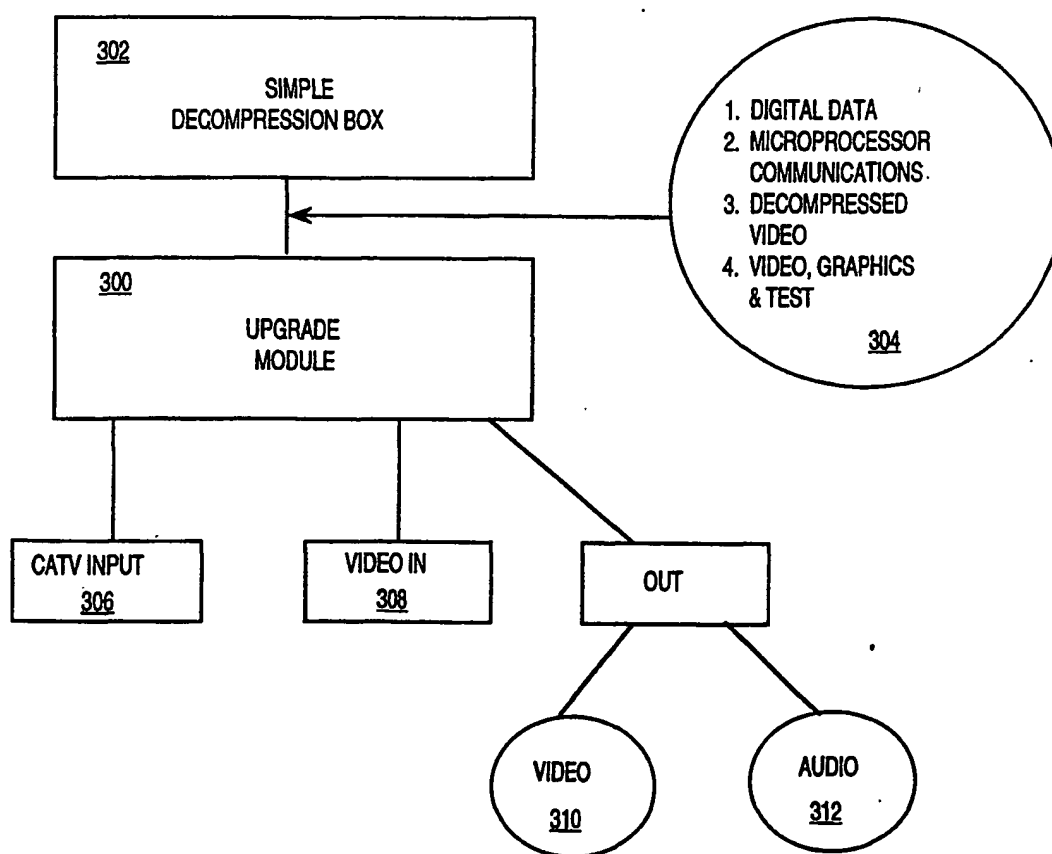 302
SIMPLE
DECOMPRESSION BOX
1. DIGITAL DATA
2. MICROPROCESSOR
COMMUNICATIONS.
3. DECOMPRESSED
VIDEO
4. VIDEO, GRAPHICS
& TEST
304
300
UPGRADE
MODULE
CATV INPUT
306
VIDEO IN
308
OUT
VIDEO
310
AUDIO
312